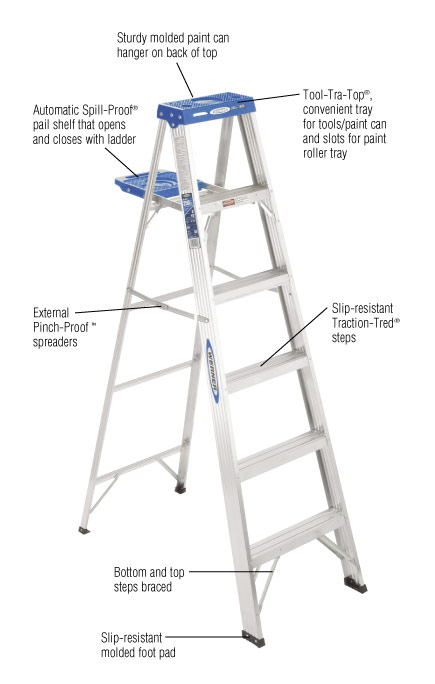 Sturdy molded paint can
hanger on back of top
Automatic Spill-Proof®
pail shelf that opens
and closes with ladder
Tool-Tra-Top®,
convenient tray
for tools/paint can
and slots for paint
roller tray
External
Pinch-Proof™
spreaders
Slip-resistant
Traction-Tred®
steps
WERNER
Bottom and top
steps braced
Slip-resistant
molded foot pad